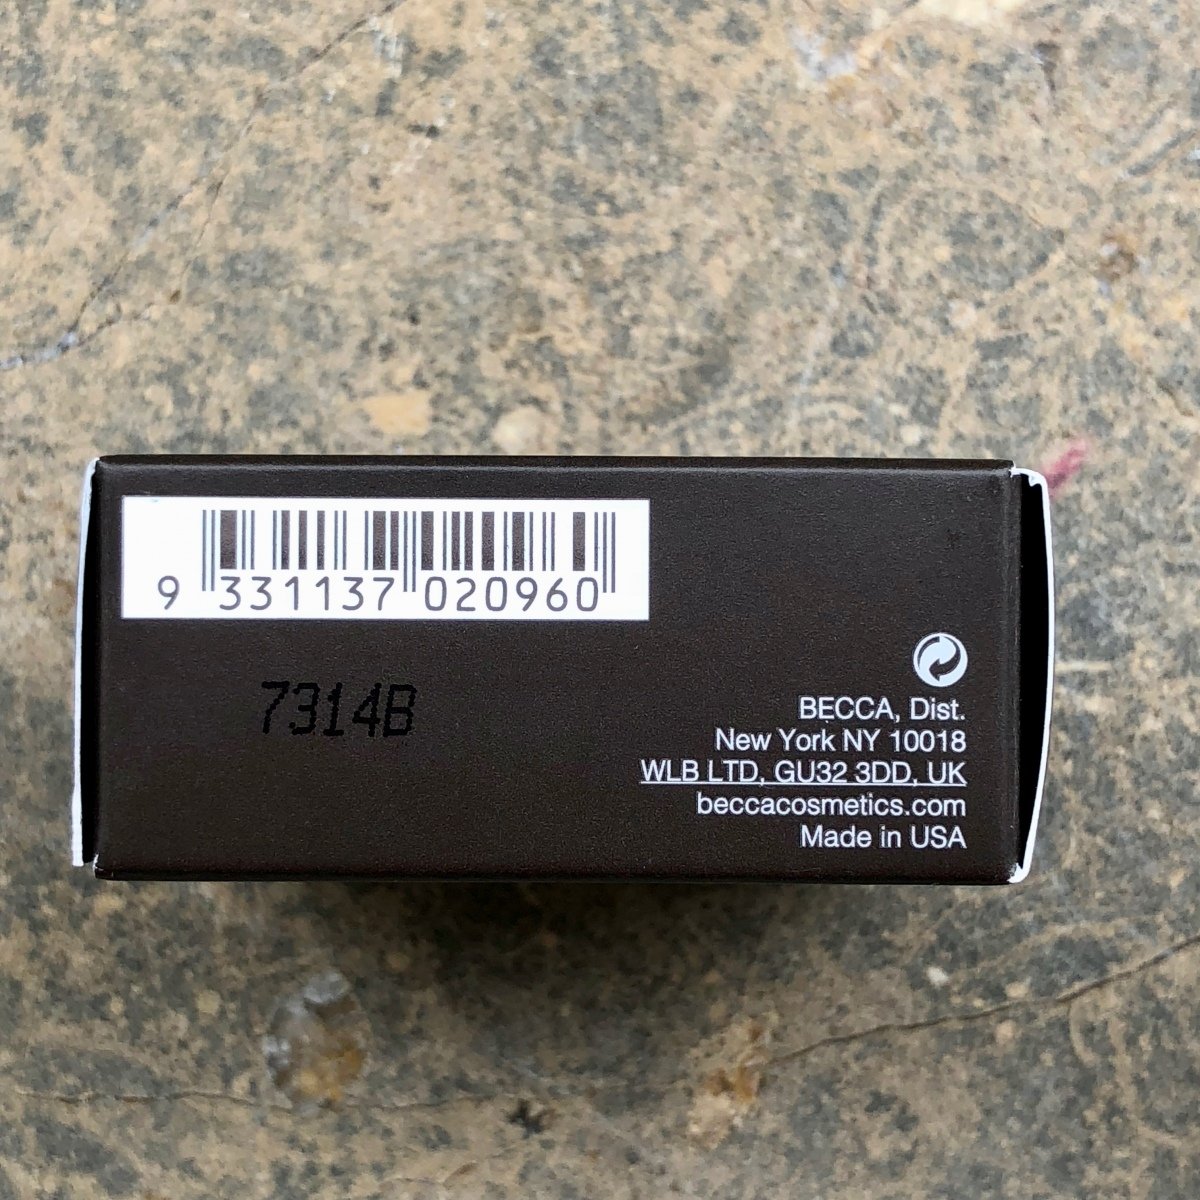 9 331137 020960
7314B
BECCA, Dist.
New York NY 10018
WLB LTD, GU32 3DD, UK
beccacosmetics.com
Made in USA